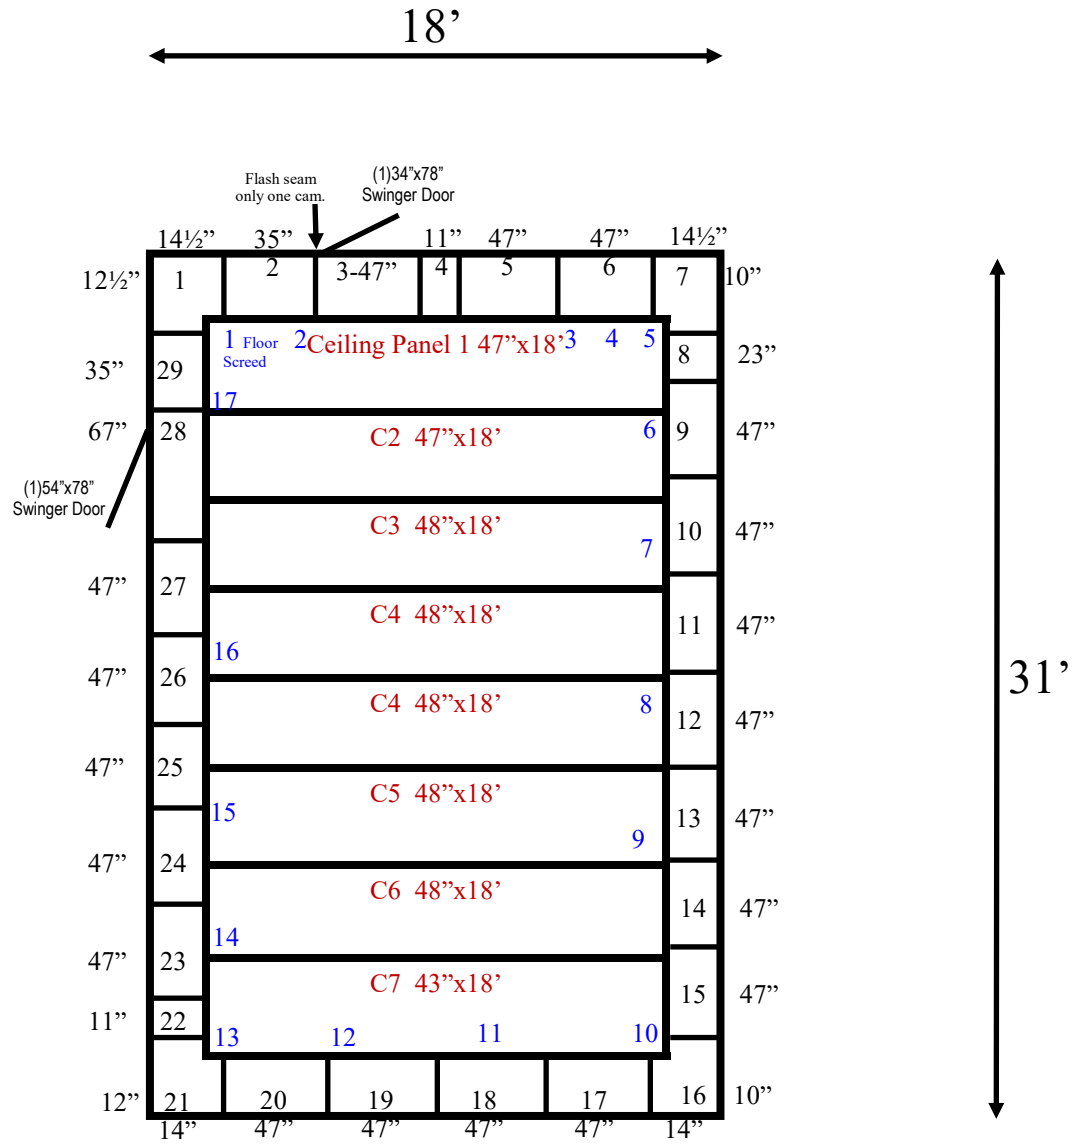 18’
Flash seam
only one cam.
(1)34”x78”
Swinger Door
14½” 35” 11” 47” 47” 14½”
12½” 1 2 3-47” 4 5 6 7 10”
1 Floor
Screed
2 Ceiling Panel 1 47”x18’ 3 4 5
35” 29 8 23”
17
67” 28 C2 47”x18’ 6 9 47”
(1)54”x78”
Swinger Door
C3 48”x18’
7 10 47”
47” 27 C4 48”x18’
11 47”
16
31’
47” 26 C4 48”x18’ 8 12 47”
47” 25 C5 48”x18’
15 13 47”
9
47” 24 C6 48”x18’
14 14 47”
47” 23 C7 43”x18’
15 47”
11” 22
13 12 11 10
12” 21 20 19 18 17 16 10”
14” 47” 47” 47” 47” 14”